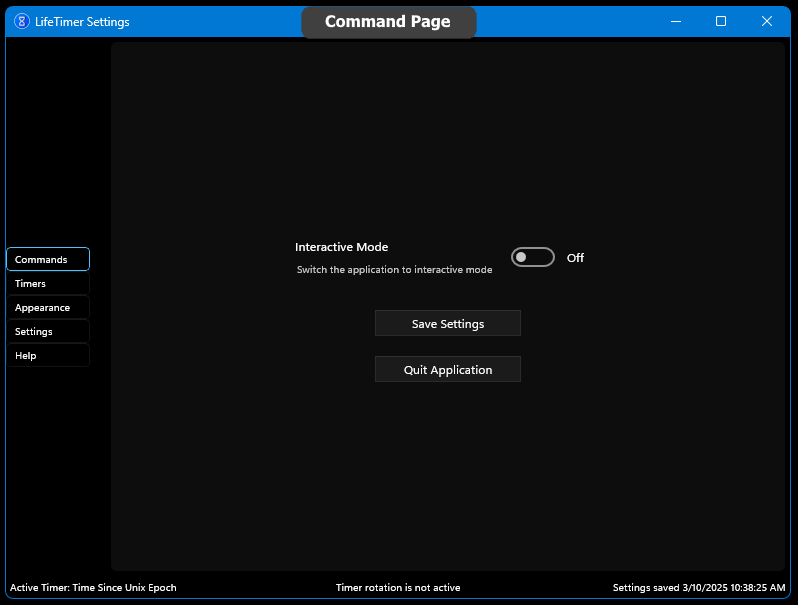 LifeTimer Settings
Command Page
Commands
Timers
Appearance
Settings
Help
Interactive Mode
Switch the application to interactive mode
Off
Save Settings
Quit Application
Active Timer: Time Since Unix Epoch
Timer rotation is not active
Settings saved 3/10/2025 10:38:25 AM